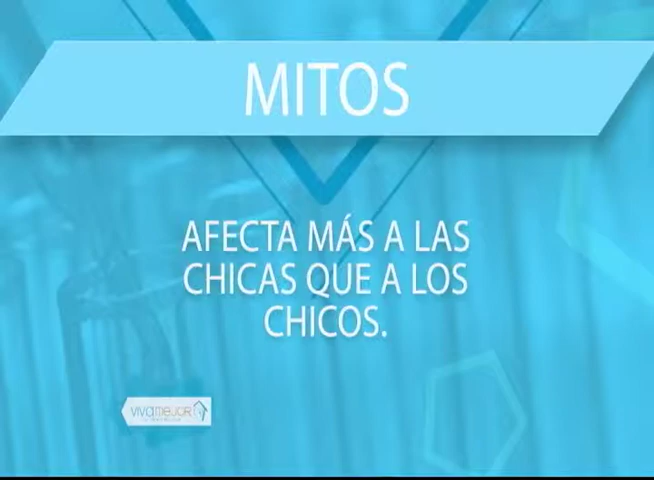 MITOS
AFECTA MÁS A LAS
CHICAS QUE A LOS
CHICOS.
VIVAMEJOR